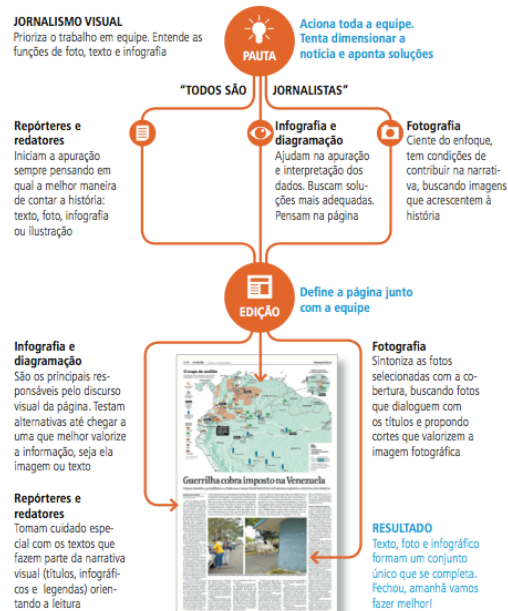 JORNALISMO VISUAL
Prioriza o trabalho em equipe. Entende as
funções de foto, texto e infografia
PAUTA
Aciona toda a equipe.
Tenta dimensionar a
notícia e aponta soluções
"TODOS SÃO JORNALISTAS"
Repórteres e
redatores
Iniciam a apuração
sempre pensando em
qual a melhor maneira
de contar a história:
texto, foto, infografia
ou ilustração
Infografia e
diagramação
Ajudam na apuração
e interpretação dos
dados. Buscam solu-
ções mais adequadas.
Pensam na página
Fotografia
Ciente do enfoque,
tem condições de
contribuir na narrati-
va, buscando imagens
que acrescentem à
história
EDIÇÃO
Define a página junto
com a equipe
Infografia e
diagramação
São os principais res-
ponsáveis pelo discurso
visual da página. Testam
alternativas até chegar a
uma que melhor valorize
a informação, seja ela
imagem ou texto
Repórteres e
redatores
Tomam cuidado espe-
cial com os textos que
fazem parte da narrativa
visual (títulos, infográfi-
cos e  legendas) orien-
tando a leitura
Guerrilha cobra imposto na Venezuela
Fotografia
Sintoniza as fotos
selecionadas com a co-
bertura, buscando fotos
que dialoguem com
os títulos e propondo
cortes que valorizem a
imagem fotográfica
RESULTADO
Texto, foto e infográfico
formam um conjunto
único que se completa.
Fechou, amanhã vamos
fazer melhor!